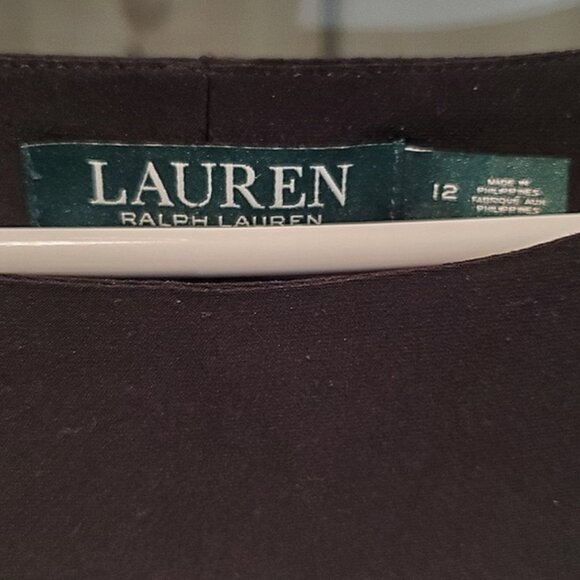 LAUREN
RALPH LAUREN
12
MADE IN
PHILIPPINES
FABRIQUÉ AUX
PHILIPPINES